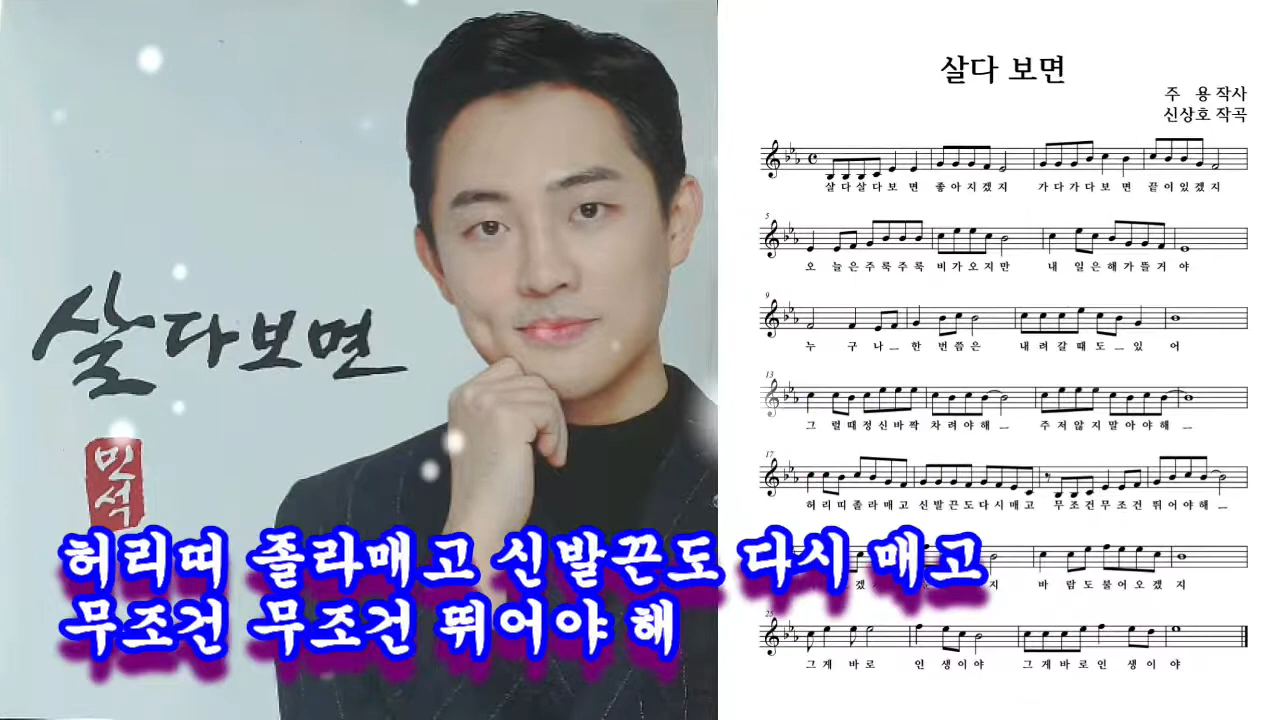 살다보면
민석
허리띠 졸라매고 신발끈도 다시 매고
무조건 무조건 뛰어야 해
살다 보면
주 용 작사
신상호 작곡
살다살다보면 좋아지겠지 가다가다보면 끝이있겠지
5
오 늘은주룩주룩 비가오지만 내 일은해가뜰거 야
9
누 구나 한 번쯤은 내려갈때도 있 어
13
그 럴때정신바짝 차려야해 주저않지말아야해
17
허리띠졸라매고 신발끈도다시매고 무조건무조건 뛰어야해
겠 지 바 람도불어오겠 지
그게 바로 인 생이야 그게바로인 생이야